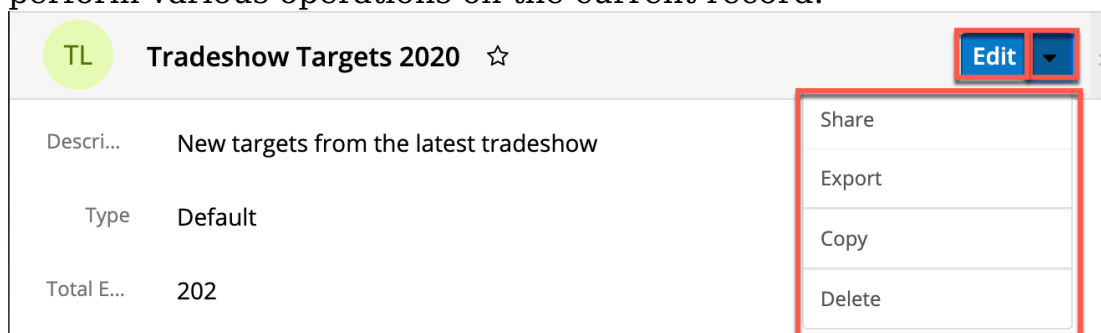 perform various operations on the current record.
TL Tradeshow Targets 2020 Edit
Descri... New targets from the latest tradeshow
Share
Export
Type Default
Copy
Total E... 202
Delete